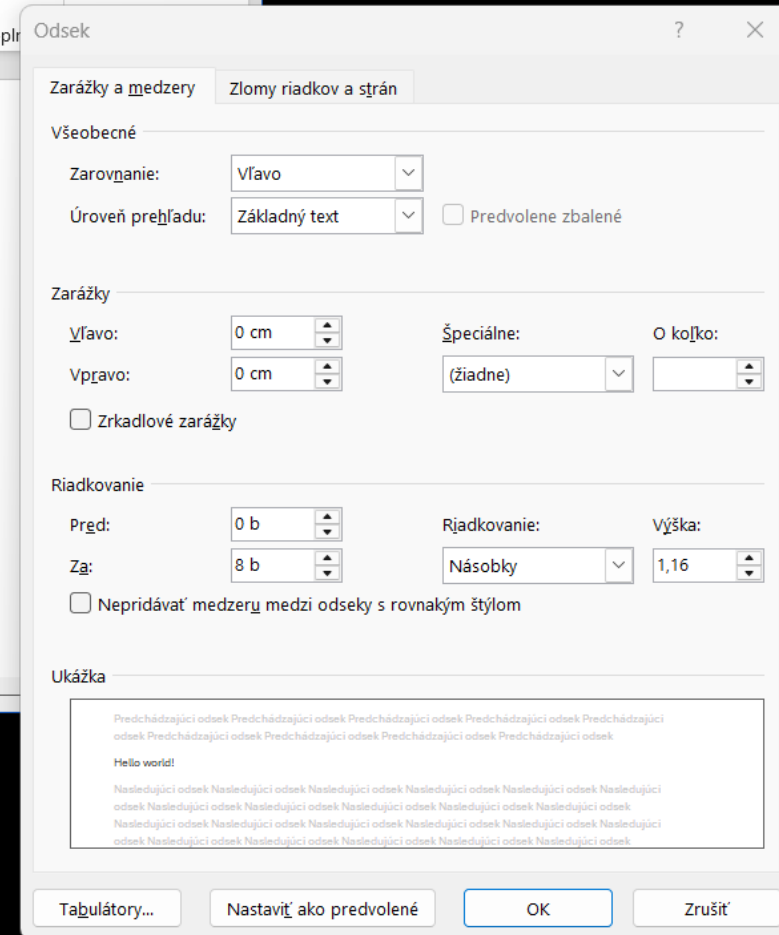 Odsek
?
Zarážky a medzery
Zlomy riadkov a strán
Všeobecné
Zarovnanie: Vľavo
Úroveň prehľadu: Základný text Predvolene zbalené
Zarážky
Vľavo: 0 cm Špeciálne: O koľko:
Vpravo: 0 cm (žiadne)
Zrkadlové zarážky
Riadkovanie
Pred: 0 b Riadkovanie: Výška:
Za: 8 b Násobky 1,16
Nepridávať medzeru medzi odseky s rovnakým štýlom
Ukážka
Predchádzajúci odsek Predchádzajúci odsek Predchádzajúci odsek Predchádzajúci odsek Predchádzajúci
odsek Predchádzajúci odsek Predchádzajúci odsek Predchádzajúci odsek Predchádzajúci odsek
Hello world!
Nasledujúci odsek Nasledujúci odsek Nasledujúci odsek Nasledujúci odsek Nasledujúci odsek Nasledujúci
odsek Nasledujúci odsek Nasledujúci odsek Nasledujúci odsek Nasledujúci odsek Nasledujúci odsek
Nasledujúci odsek Nasledujúci odsek Nasledujúci odsek Nasledujúci odsek Nasledujúci odsek Nasledujúci
odsek Nasledujúci odsek Nasledujúci odsek Nasledujúci odsek Nasledujúci odsek Nasledujúci odsek
Tabulátory... Nastaviť ako predvolené OK Zrušiť